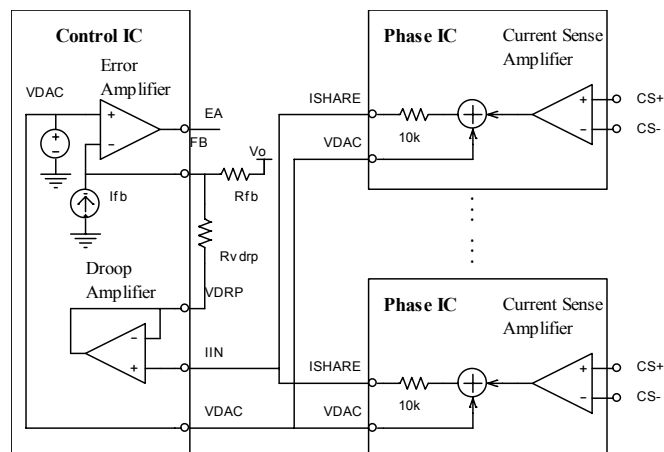 Control IC
Error
Amplifier
VDAC
EA
FB
Vo
Ifb
Rfb
Rvdrp
Droop
Amplifier
VDRP
IIN
VDAC
Phase IC
Current Sense
Amplifier
ISHARE
10k
VDAC
CS+
CS-
Phase IC
Current Sense
Amplifier
ISHARE
10k
VDAC
CS+
CS-